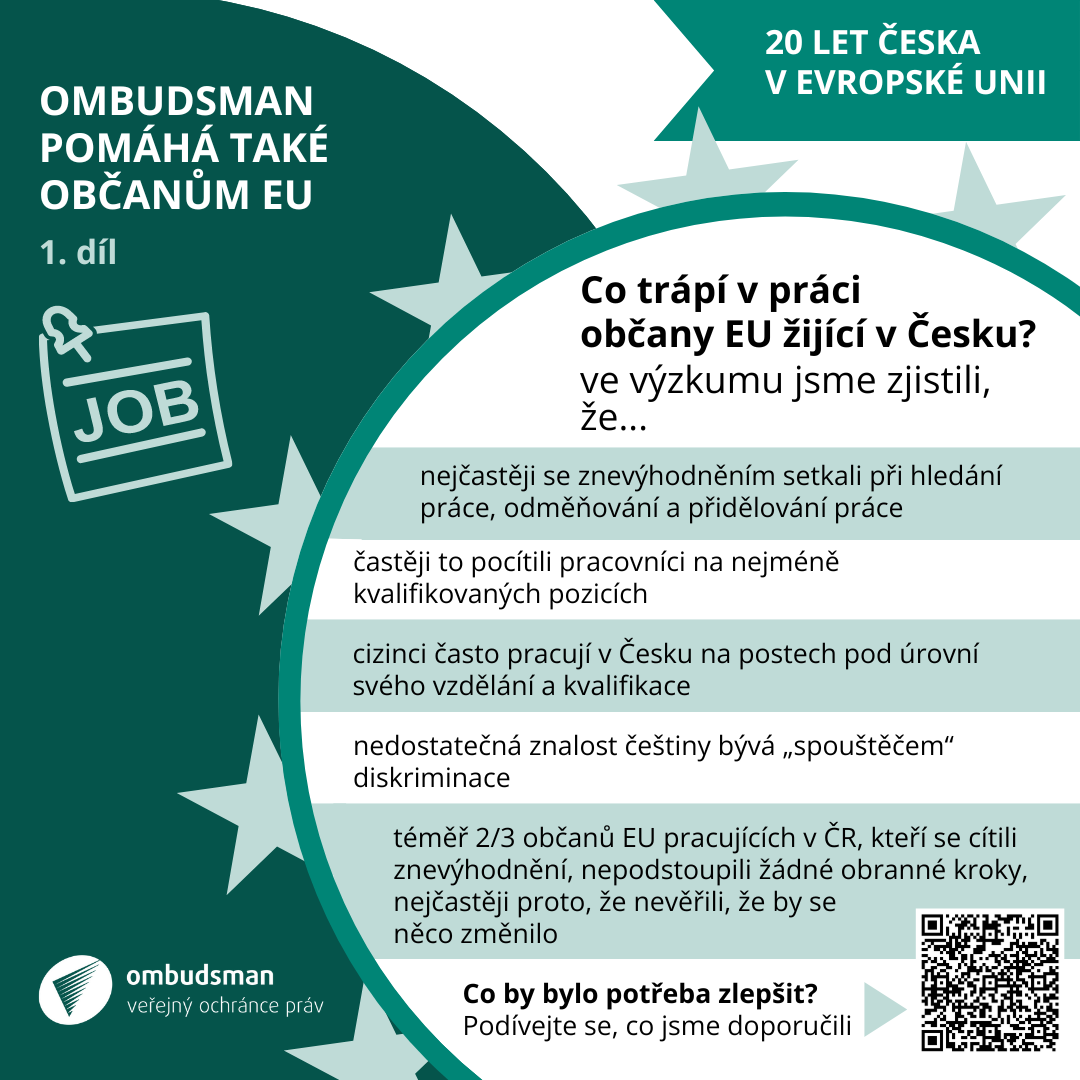 20 LET ČESKA
V EVROPSKÉ UNII
OMBUDSMAN
POMÁHÁ TAKÉ
OBČANŮM EU
1. díl
JOB
Co trápí v práci
občany EU žijící v Česku?
ve výzkumu jsme zjistili,
že...
nejčastěji se znevýhodněním setkali při hledání
práce, odměňování a přidělování práce
častěji to pocítili pracovníci na nejméně
kvalifikovaných pozicích
cizinci často pracují v Česku na postech pod úrovní
svého vzdělání a kvalifikace
nedostatečná znalost češtiny bývá „spouštěčem“
diskriminace
téměř 2/3 občanů EU pracujících v ČR, kteří se cítili
znevýhodnění, nepodstoupili žádné obranné kroky,
nejčastěji proto, že nevěřili, že by se
něco změnilo
Co by bylo potřeba zlepšit?
Podívejte se, co jsme doporučili
ombudsman
veřejný ochránce práv